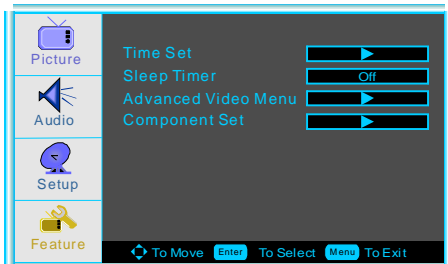 Picture
Audio
Setup
Feature
Time Set
Sleep Timer Off
Advanced Video Menu
Component Set
To Move Enter To Select Menu To Exit